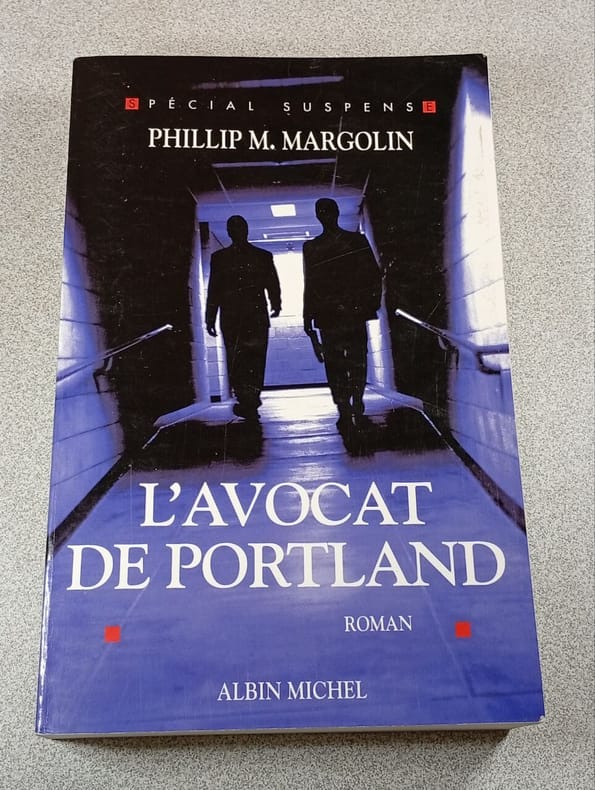 SPÉCIAL SUSPENSE
PHILLIP M. MARGOLIN
L'AVOCAT
DE PORTLAND
ROMAN
ALBIN MICHEL